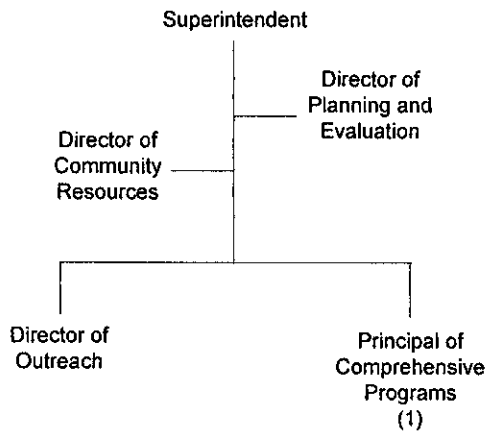 Superintendent
Director of
Planning and
Evaluation
Director of
Community
Resources
Director of
Outreach
Principal of
Comprehensive
Programs
(1)